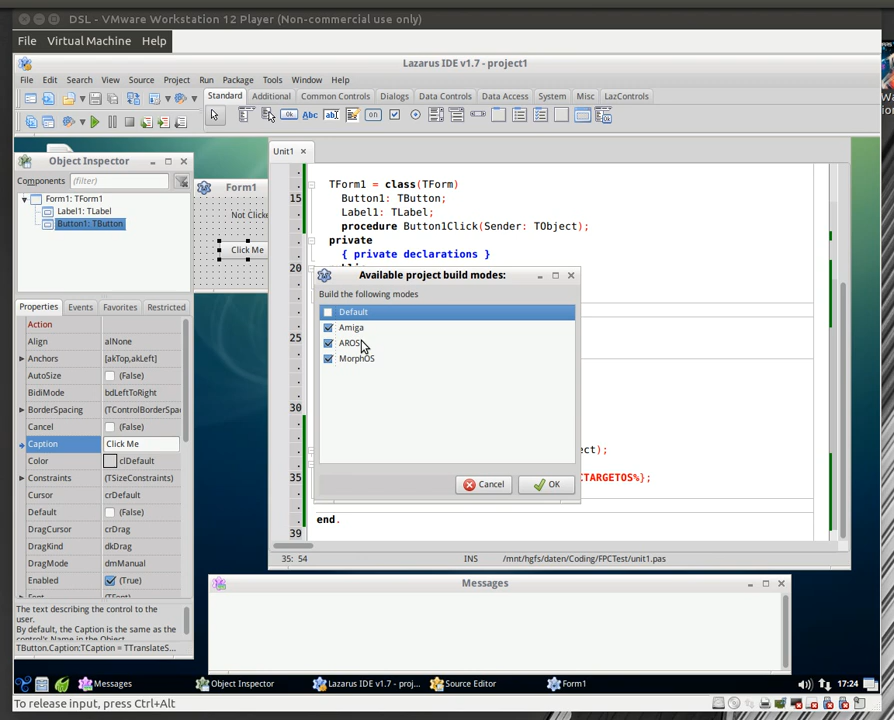 DSL - VMware Workstation 12 Player (Non-commercial use only)
File Virtual Machine Help
Lazarus IDE v1.7 - project1
File Edit Search View Source Project Run Package Tools Window Help
Standard Additional Common Controls Dialogs Data Controls Data Access System Misc LazControls
Unit1
Object Inspector
Components (filter)
Form1: TForm1
Label1: TLabel
Button1: TButton
Properties Events Favorites Restricted
Action
Align alNone
Anchors [akTop,akLeft]
AutoSize (False)
BidiMode bdLeftToRight
BorderSpacing (TControlBorderSpa
Cancel (False)
Caption Click Me
Color clDefault
Constraints (TSizeConstraints)
Cursor crDefault
Default (False)
DragCursor crDrag
DragKind dkDrag
DragMode dmManual
Enabled (True)
The text describing the control to the
user.
By default, the Caption is the same as the
control's Name in the Object
TButton.Caption:TCaption = TTranslateS...
Form1
Not Clicke
Click Me
TForm1 = class(TForm)
15 Button1: TButton;
Label1: TLabel;
procedure Button1Click(Sender: TObject);
private
{ private declarations }
20
25
30
ect);
35 CTARGETOS%};
end.
39
35: 54 INS /mnt/hgfs/daten/Coding/FPCTest/unit1.pas
Available project build modes:
Build the following modes
Default
Amiga
AROS
MorphOS
Cancel OK
Messages
Messages Object Inspector Lazarus IDE v1.7 - proj... Source Editor Form1 17:24
To release input, press Ctrl+Alt